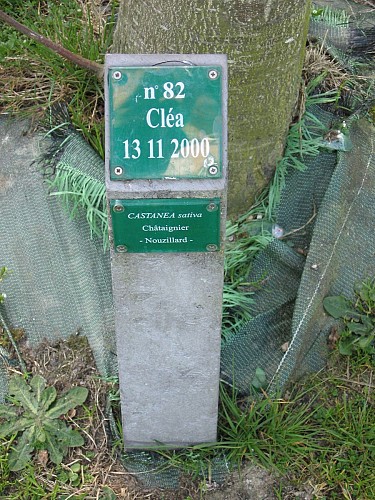 n° 82
Cléa
13 11 2000
CASTANEA sativa
Châtaignier
- Nouzillard -